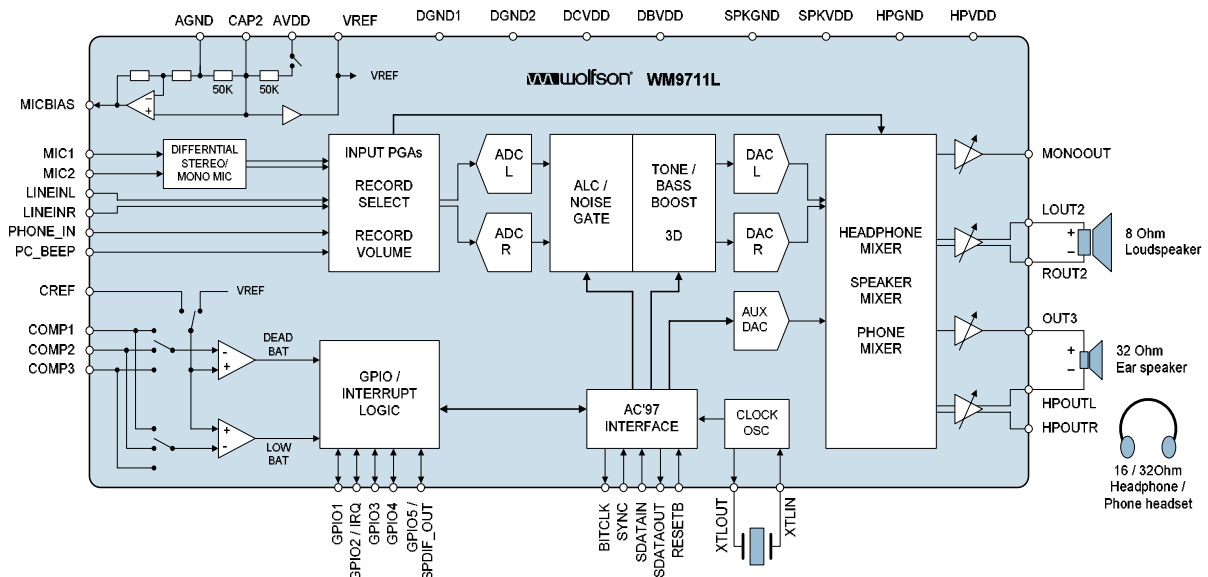 AGND CAP2 AVDD VREF DGND1 DGND2 DCVDD DBVDD SPKGND SPKVDD HPGND HPVDD
VREF
50K 50K
wolfson WM9711L
MICBIAS
MIC1
MIC2
LINEINL
LINEINR
PHONE_IN
PC_BEEP
DIFFERNTIAL
STEREO/
MONO MIC
INPUT PGAs
RECORD
SELECT
RECORD
VOLUME
ADC
L
ADC
R
ALC /
NOISE
GATE
TONE /
BASS
BOOST
3D
DAC
L
DAC
R
AUX
DAC
HEADPHONE
MIXER
SPEAKER
MIXER
PHONE
MIXER
MONOOUT
LOUT2
+
−
8 Ohm
Loudspeaker
ROUT2
OUT3
+
−
32 Ohm
Ear speaker
HPOUTL
HPOUTR
16 / 32Ohm
Headphone /
Phone headset
CREF
VREF
COMP1
COMP2
COMP3
-
+
DEAD
BAT
+
-
LOW
BAT
-
+
GPIO /
INTERRUPT
LOGIC
AC'97
INTERFACE
CLOCK
OSC
GPIO1
GPIO2 / IRQ
GPIO3
GPIO4
GPIO5 /
SPDIF_OUT
BITCLK
SYNC
SDATAIN
SDATAOUT
RESETB
XTLOUT
XTLIN